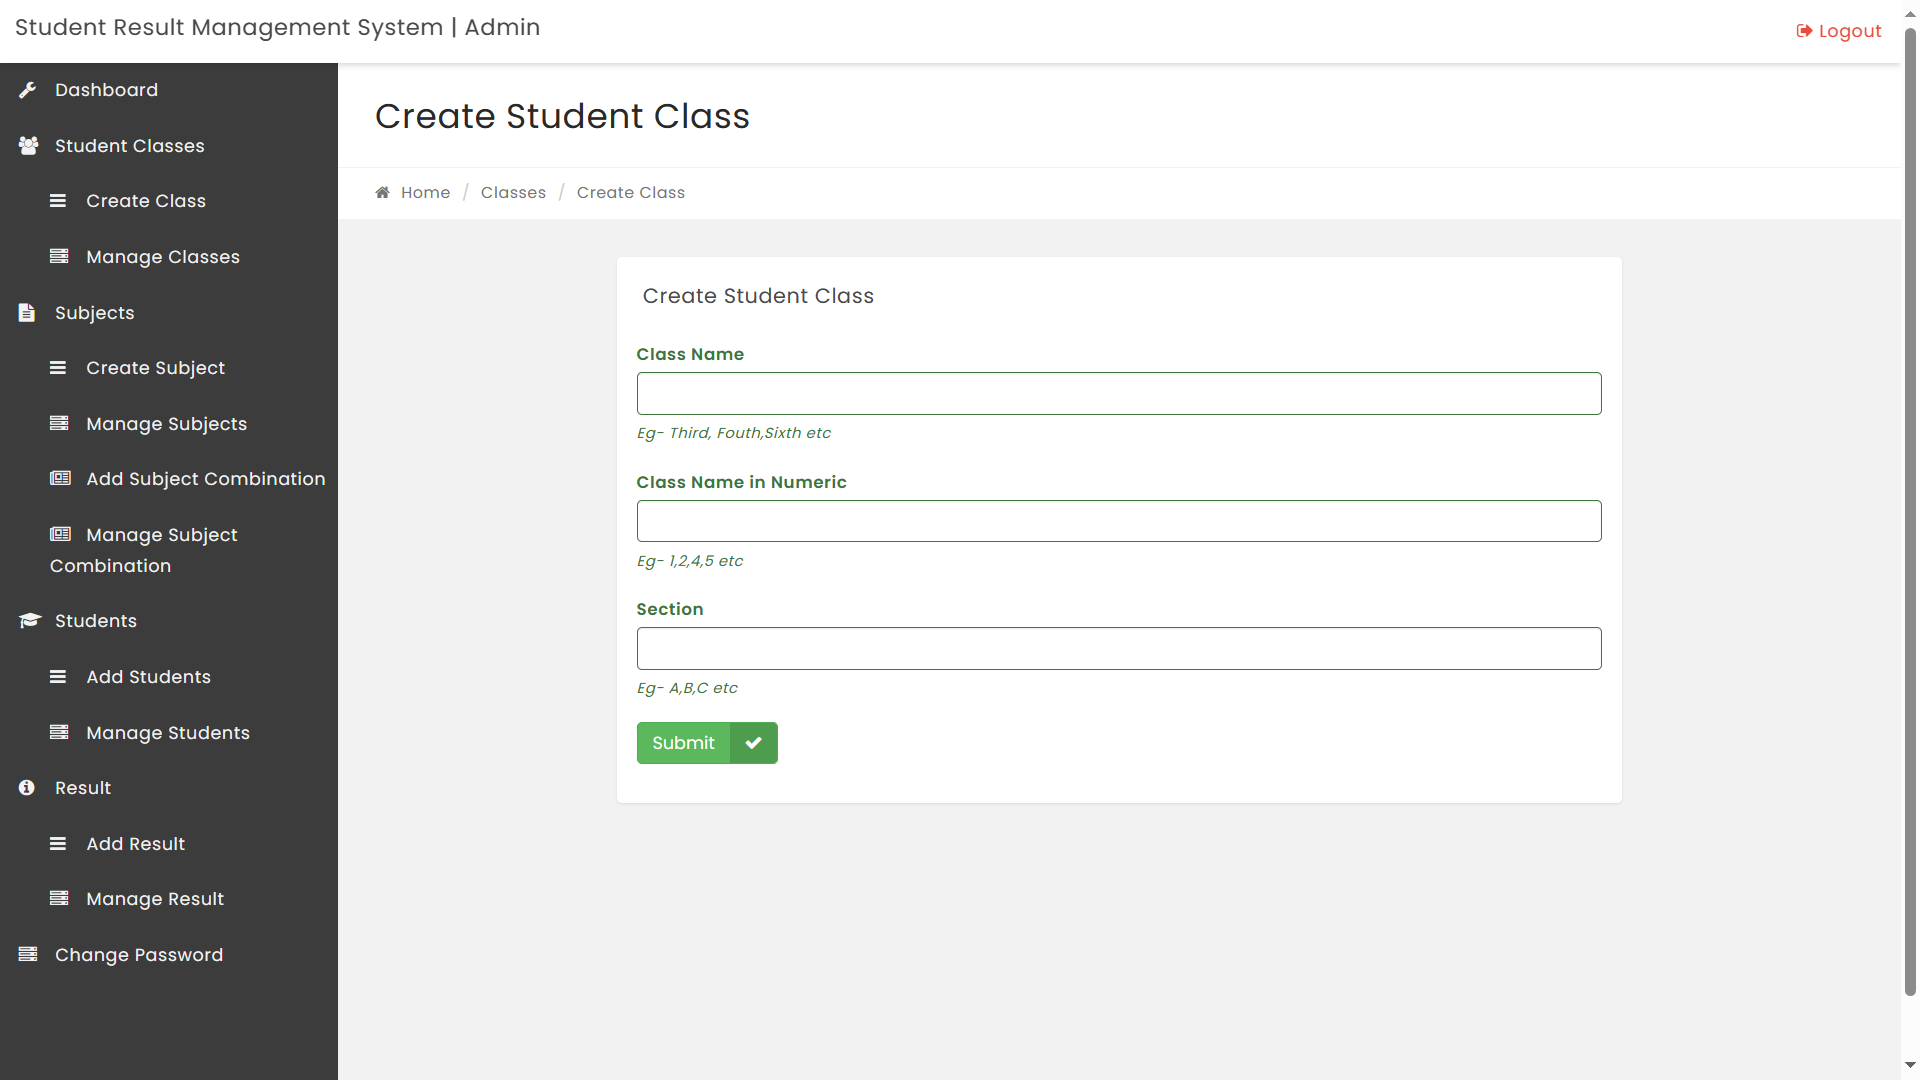 Student Result Management System | Admin
Logout
Dashboard
Student Classes
Create Class
Manage Classes
Subjects
Create Subject
Manage Subjects
Add Subject Combination
Manage Subject
Combination
Students
Add Students
Manage Students
Result
Add Result
Manage Result
Change Password
Create Student Class
Home / Classes / Create Class
Create Student Class
Class Name
Eg- Third, Fouth,Sixth etc
Class Name in Numeric
Eg- 1,2,4,5 etc
Section
Eg- A,B,C etc
Submit